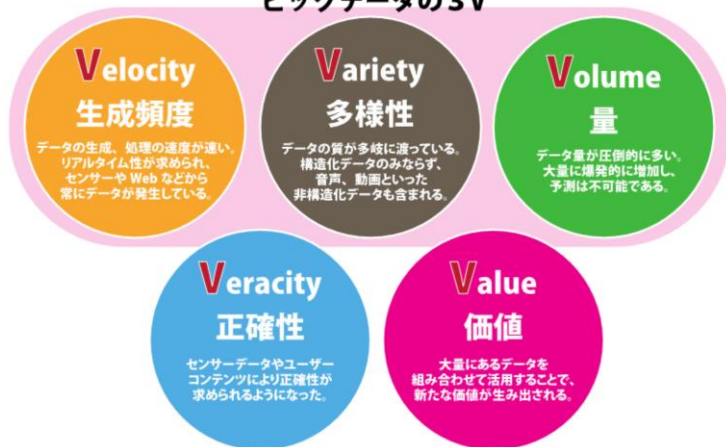 ビッグデータの3V
Velocity
生成頻度
データの生成、処理の速度が速い。
リアルタイム性が求められ、
センサーや Web などから
常にデータが発生している。
Variety
多様性
データの質が多岐に渡っている。
構造化データのみならず、
音声、動画といった
非構造化データも含まれる。
Volume
量
データ量が圧倒的に多い。
大量に爆発的に増加し、
予測は不可能である。
Veracity
正確性
センサーデータやユーザー
コンテンツにより正確性が
求められるようになった。
Value
価値
大量にあるデータを
組み合わせて活用することで、
新たな価値が生み出される。